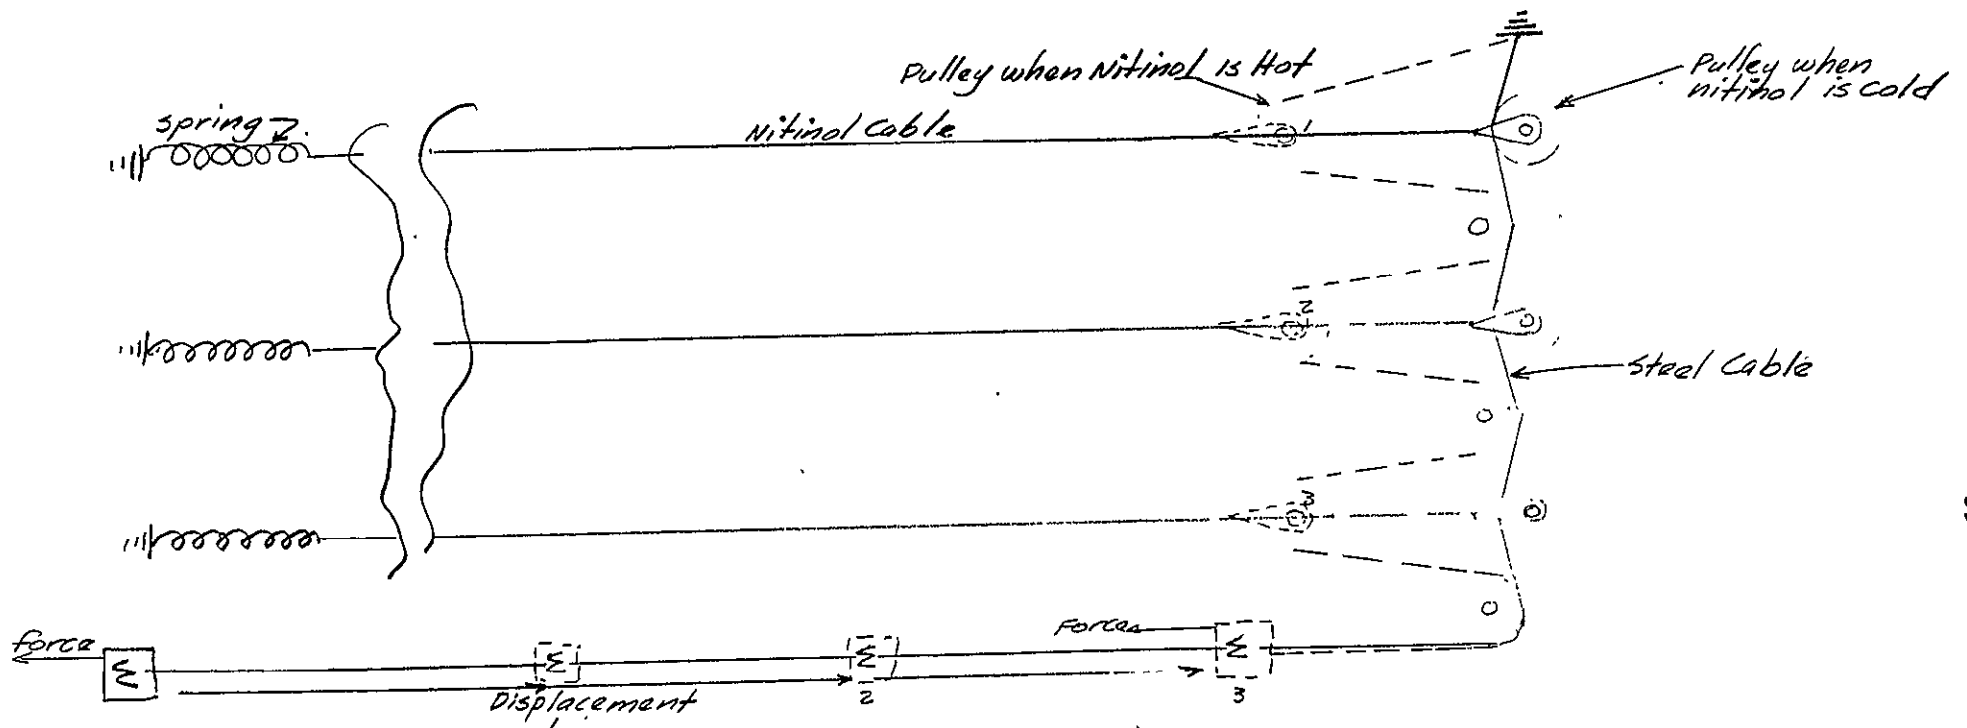 Pulley when Nitinol is Hot
Pulley when
nitinol is cold
spring
Nitinol Cable
1
2
Steel Cable
3
force
Force
M
M
M
M
Displacement
2
3